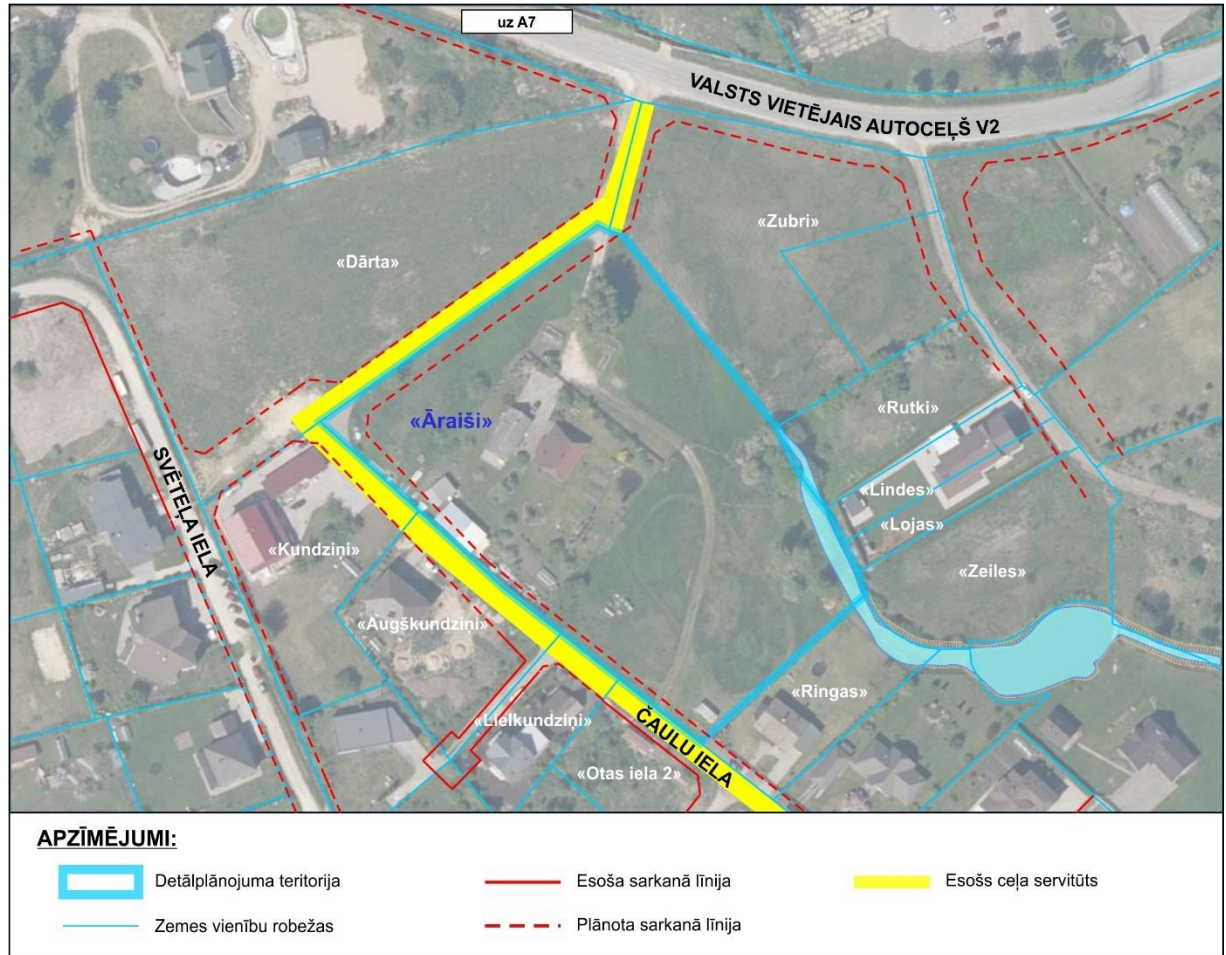 uz A7
VALSTS VIETĒJAIS AUTOCEĻŠ V2
«Zubri»
«Dārta»
«Āraiši»
«Rutki»
SVĒTEĻA IELA
«Lindes»
«Lojas»
«Kundziņi»
«Zeiles»
«Augškundziņi»
«Ringas»
«Lielkundziņi»
ČAULU IELA
«Otas iela 2»
APZĪMĒJUMI:
Detālplānojuma teritorija
Esoša sarkanā līnija
Esošs ceļa servitūts
Zemes vienību robežas
Plānota sarkanā līnija